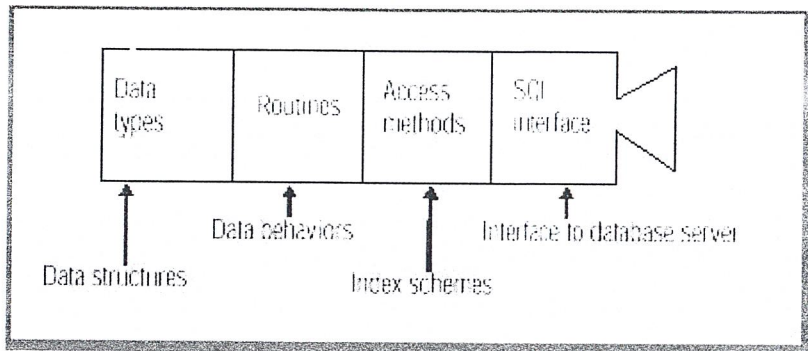 Data
types
Routines
Access
methods
SQL
interface
Data behaviors
Interface to database server
Data structures
Index schemes